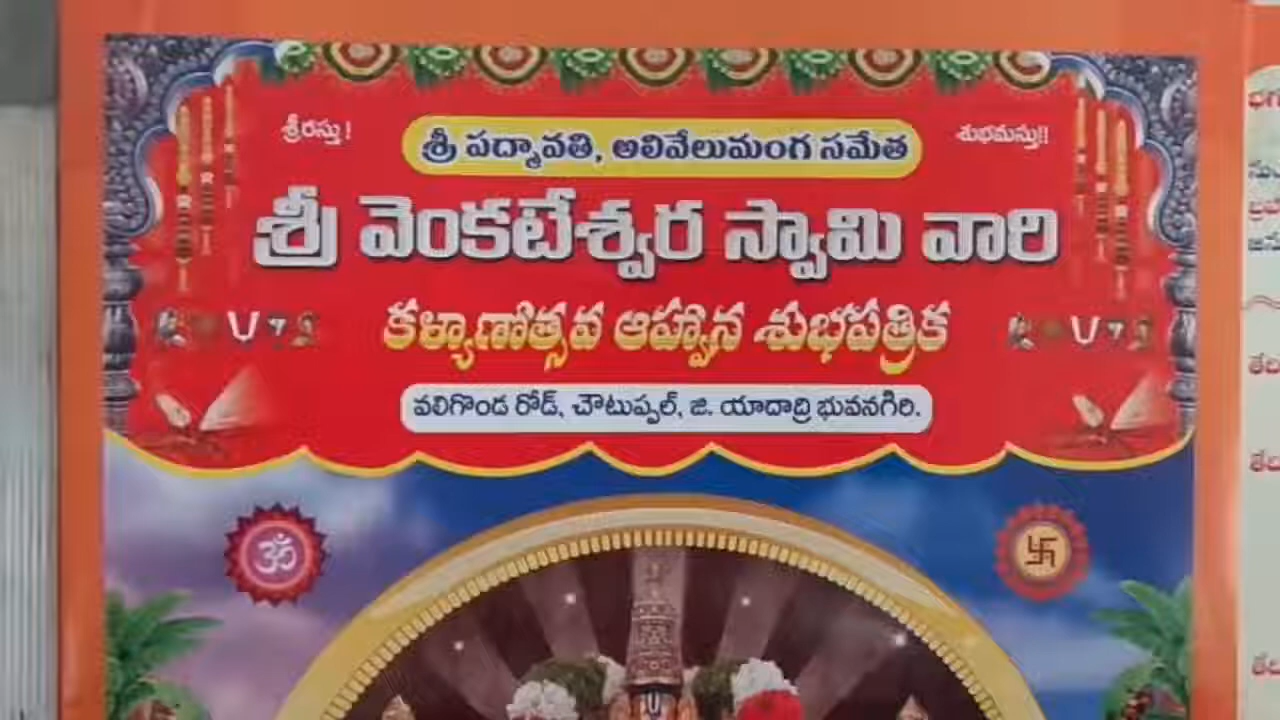 శ్రీరస్తు!
శుభమస్తు!!
శ్రీ పద్మావతి, అలివేలుమంగ సమేత
శ్రీ వెంకటేశ్వర స్వామి వారి
కళ్యాణోత్సవ ఆహ్వాన శుభపత్రిక
వలిగొండ రోడ్, చౌటుప్పల్, జి. యాదాద్రి భువనగిరి.
ॐ